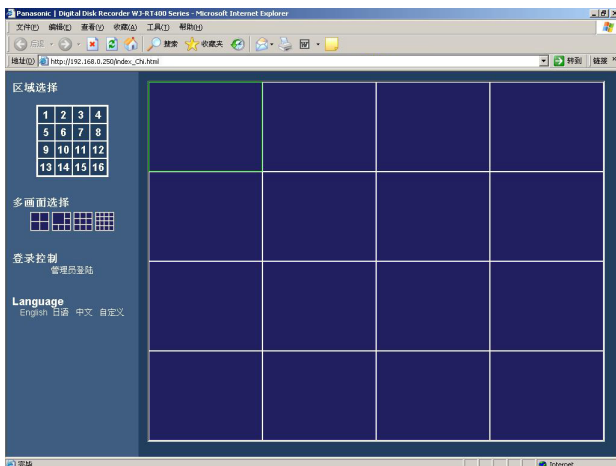 Panasonic | Digital Disk Recorder WJ-RT400 Series - Microsoft Internet Explorer
文件(F) 编辑(E) 查看(V) 收藏(A) 工具(T) 帮助(H)
后退 搜索 收藏夹
地址(D) http://192.168.0.250/index_Chi.html 转到 链接 »
区域选择
1 2 3 4
5 6 7 8
9 10 11 12
13 14 15 16
多画面选择
登录控制
管理员登陆
Language
English 日语 中文 自定义
完毕 Internet